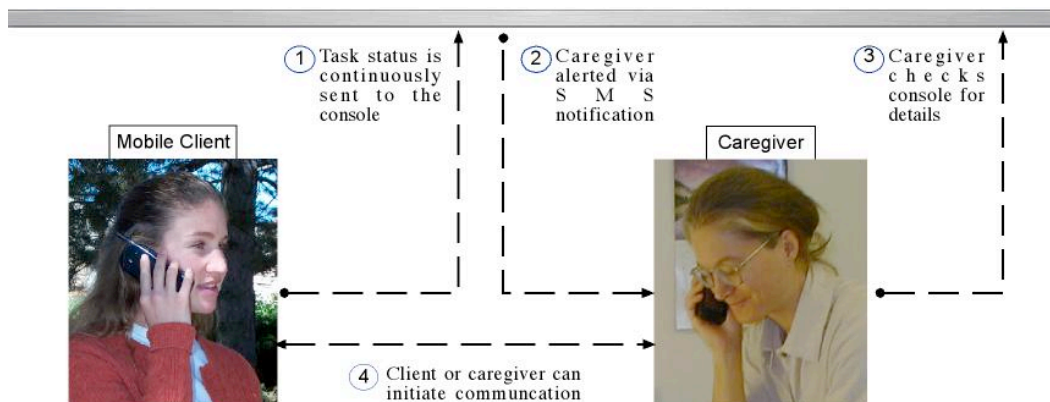 1 Task status is
continuously
sent to the
console
2 Caregiver
alerted via
S M S
notification
3 Caregiver
c h e c k s
console for
details
Mobile Client
Caregiver
4 Client or caregiver can
initiate communcation